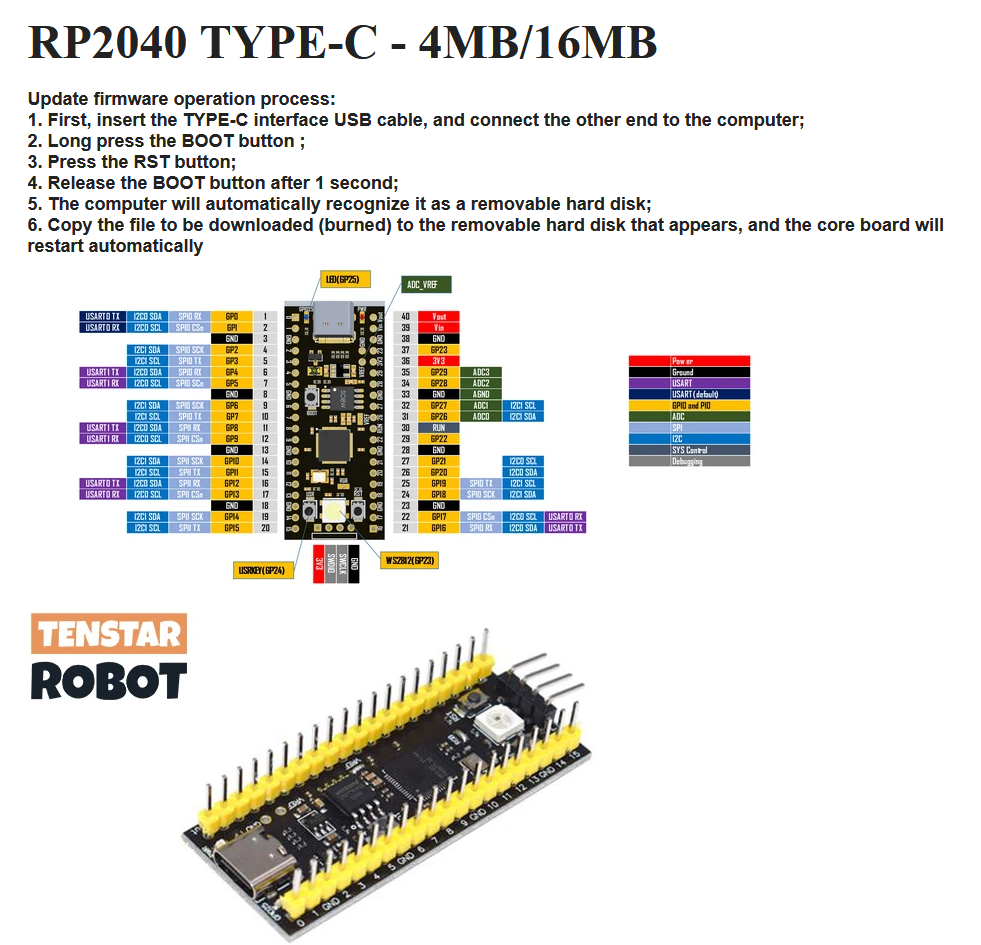 RP2040 TYPE-C - 4MB/16MB
Update firmware operation process:
1. First, insert the TYPE-C interface USB cable, and connect the other end to the computer;
2. Long press the BOOT button ;
3. Press the RST button;
4. Release the BOOT button after 1 second;
5. The computer will automatically recognize it as a removable hard disk;
6. Copy the file to be downloaded (burned) to the removable hard disk that appears, and the core board will
restart automatically
LED(GP25)
ADC_VREF
USART0 TX I2C0 SDA SPI0 RX GP0 1
USART0 RX I2C0 SCL SPI0 CSn GP1 2
GND 3
I2C1 SDA SPI0 SCK GP2 4
I2C1 SCL SPI0 TX GP3 5
USART1 TX I2C0 SDA SPI0 RX GP4 6
USART1 RX I2C0 SCL SPI0 CSn GP5 7
GND 8
I2C1 SDA SPI0 SCK GP6 9
I2C1 SCL SPI0 TX GP7 10
USART1 TX I2C0 SDA SPI1 RX GP8 11
USART1 RX I2C0 SCL SPI1 CSn GP9 12
GND 13
I2C1 SDA SPI1 SCK GP10 14
I2C1 SCL SPI1 TX GP11 15
USART0 TX I2C0 SDA SPI1 RX GP12 16
USART0 RX I2C0 SCL SPI1 CSn GP13 17
GND 18
I2C1 SDA SPI1 SCK GP14 19
I2C1 SCL SPI1 TX GP15 20
BOOT
USR
RGB
RST
40 Vout
39 Vin
38 GND
37 GP23
36 3V3
35 GP29 ADC3
34 GP28 ADC2
33 GND AGND
32 GP27 ADC1 I2C1 SCL
31 GP26 ADC0 I2C1 SDA
30 RUN
29 GP22
28 GND
27 GP21 I2C0 SCL
26 GP20 I2C0 SDA
25 GP19 SPI0 TX I2C1 SCL
24 GP18 SPI0 SCK I2C1 SDA
23 GND
22 GP17 SPI0 CSn I2C0 SCL USART0 RX
21 GP16 SPI0 RX I2C0 SDA USART0 TX
Power
Ground
USART
USART(default)
GPIO and PIO
ADC
SPI
I2C
SYS Control
Debugging
USRKEY(GP24)
3V3
SWDIO
SWCLK
GND
WS2812(GP23)
TENSTAR
ROBOT
VREF
RST
RGB
0 1 GND 2 3 4 5 GND 6 7 8 9 GND 10 11 12 13 GND 14 15